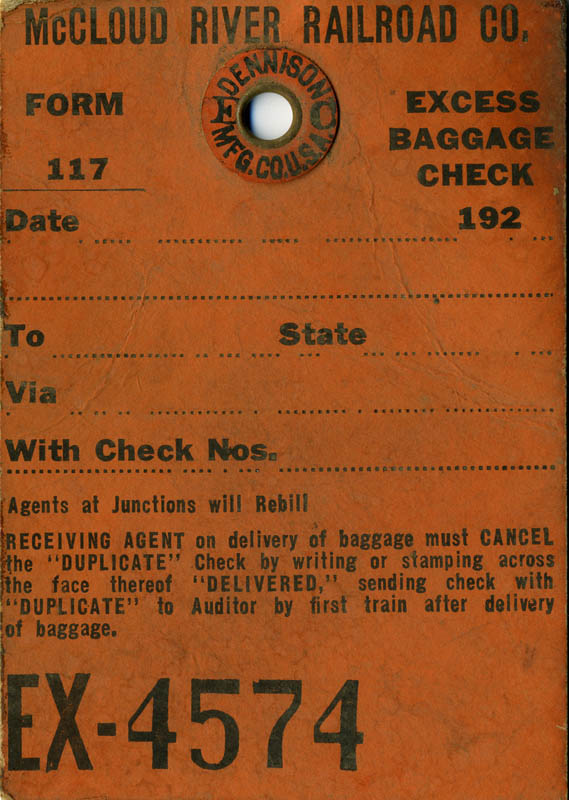 McCLOUD RIVER RAILROAD CO.
DENNISON
MFG.CO.U.S.A.
FORM
117
EXCESS
BAGGAGE
CHECK
Date
192
To
State
Via
With Check Nos.
Agents at Junctions will Rebill
RECEIVING AGENT on delivery of baggage must CANCEL
the "DUPLICATE" Check by writing or stamping across
the face thereof "DELIVERED," sending check with
"DUPLICATE" to Auditor by first train after delivery
of baggage.
EX-4574